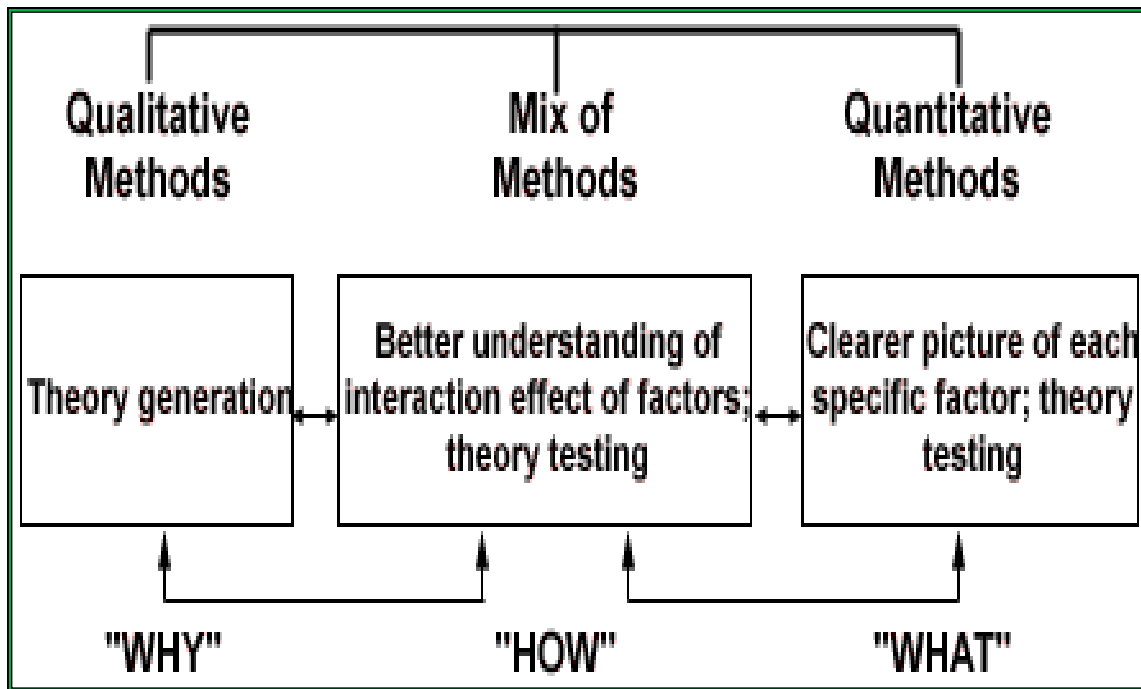 Qualitative
Methods
Mix of
Methods
Quantitative
Methods
Theory generation
Better understanding of
interaction effect of factors;
theory testing
Clearer picture of each
specific factor; theory
testing
"WHY"
"HOW"
"WHAT"